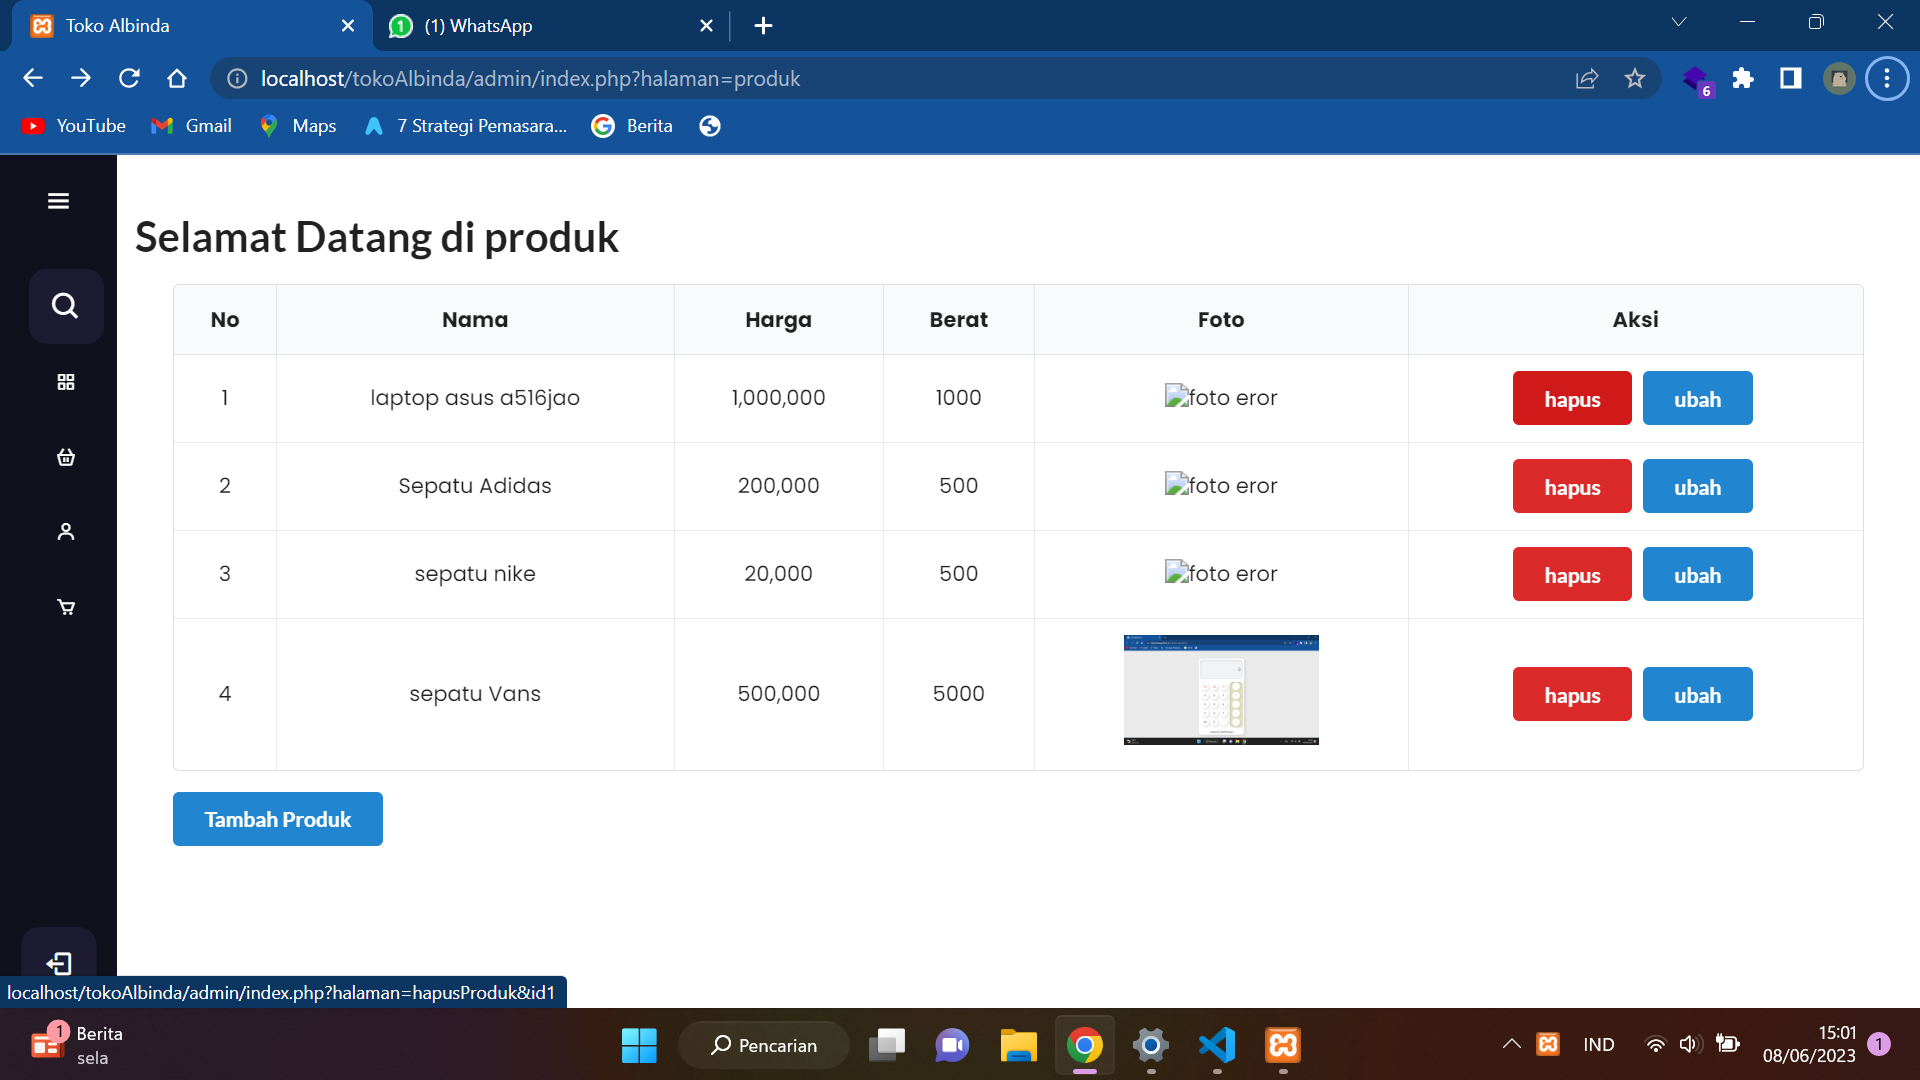 Toko Albinda
(1) WhatsApp
localhost/tokoAlbinda/admin/index.php?halaman=produk
6
YouTube
Gmail
Maps
7 Strategi Pemasara...
Berita
Selamat Datang di produk
No Nama Harga Berat Foto Aksi
1 laptop asus a516jao 1,000,000 1000 foto eror hapus ubah
2 Sepatu Adidas 200,000 500 foto eror hapus ubah
3 sepatu nike 20,000 500 foto eror hapus ubah
4 sepatu Vans 500,000 5000 hapus ubah
Tambah Produk
localhost/tokoAlbinda/admin/index.php?halaman=hapusProduk&id1
1
Berita
sela
Pencarian
IND
15:01
08/06/2023
1